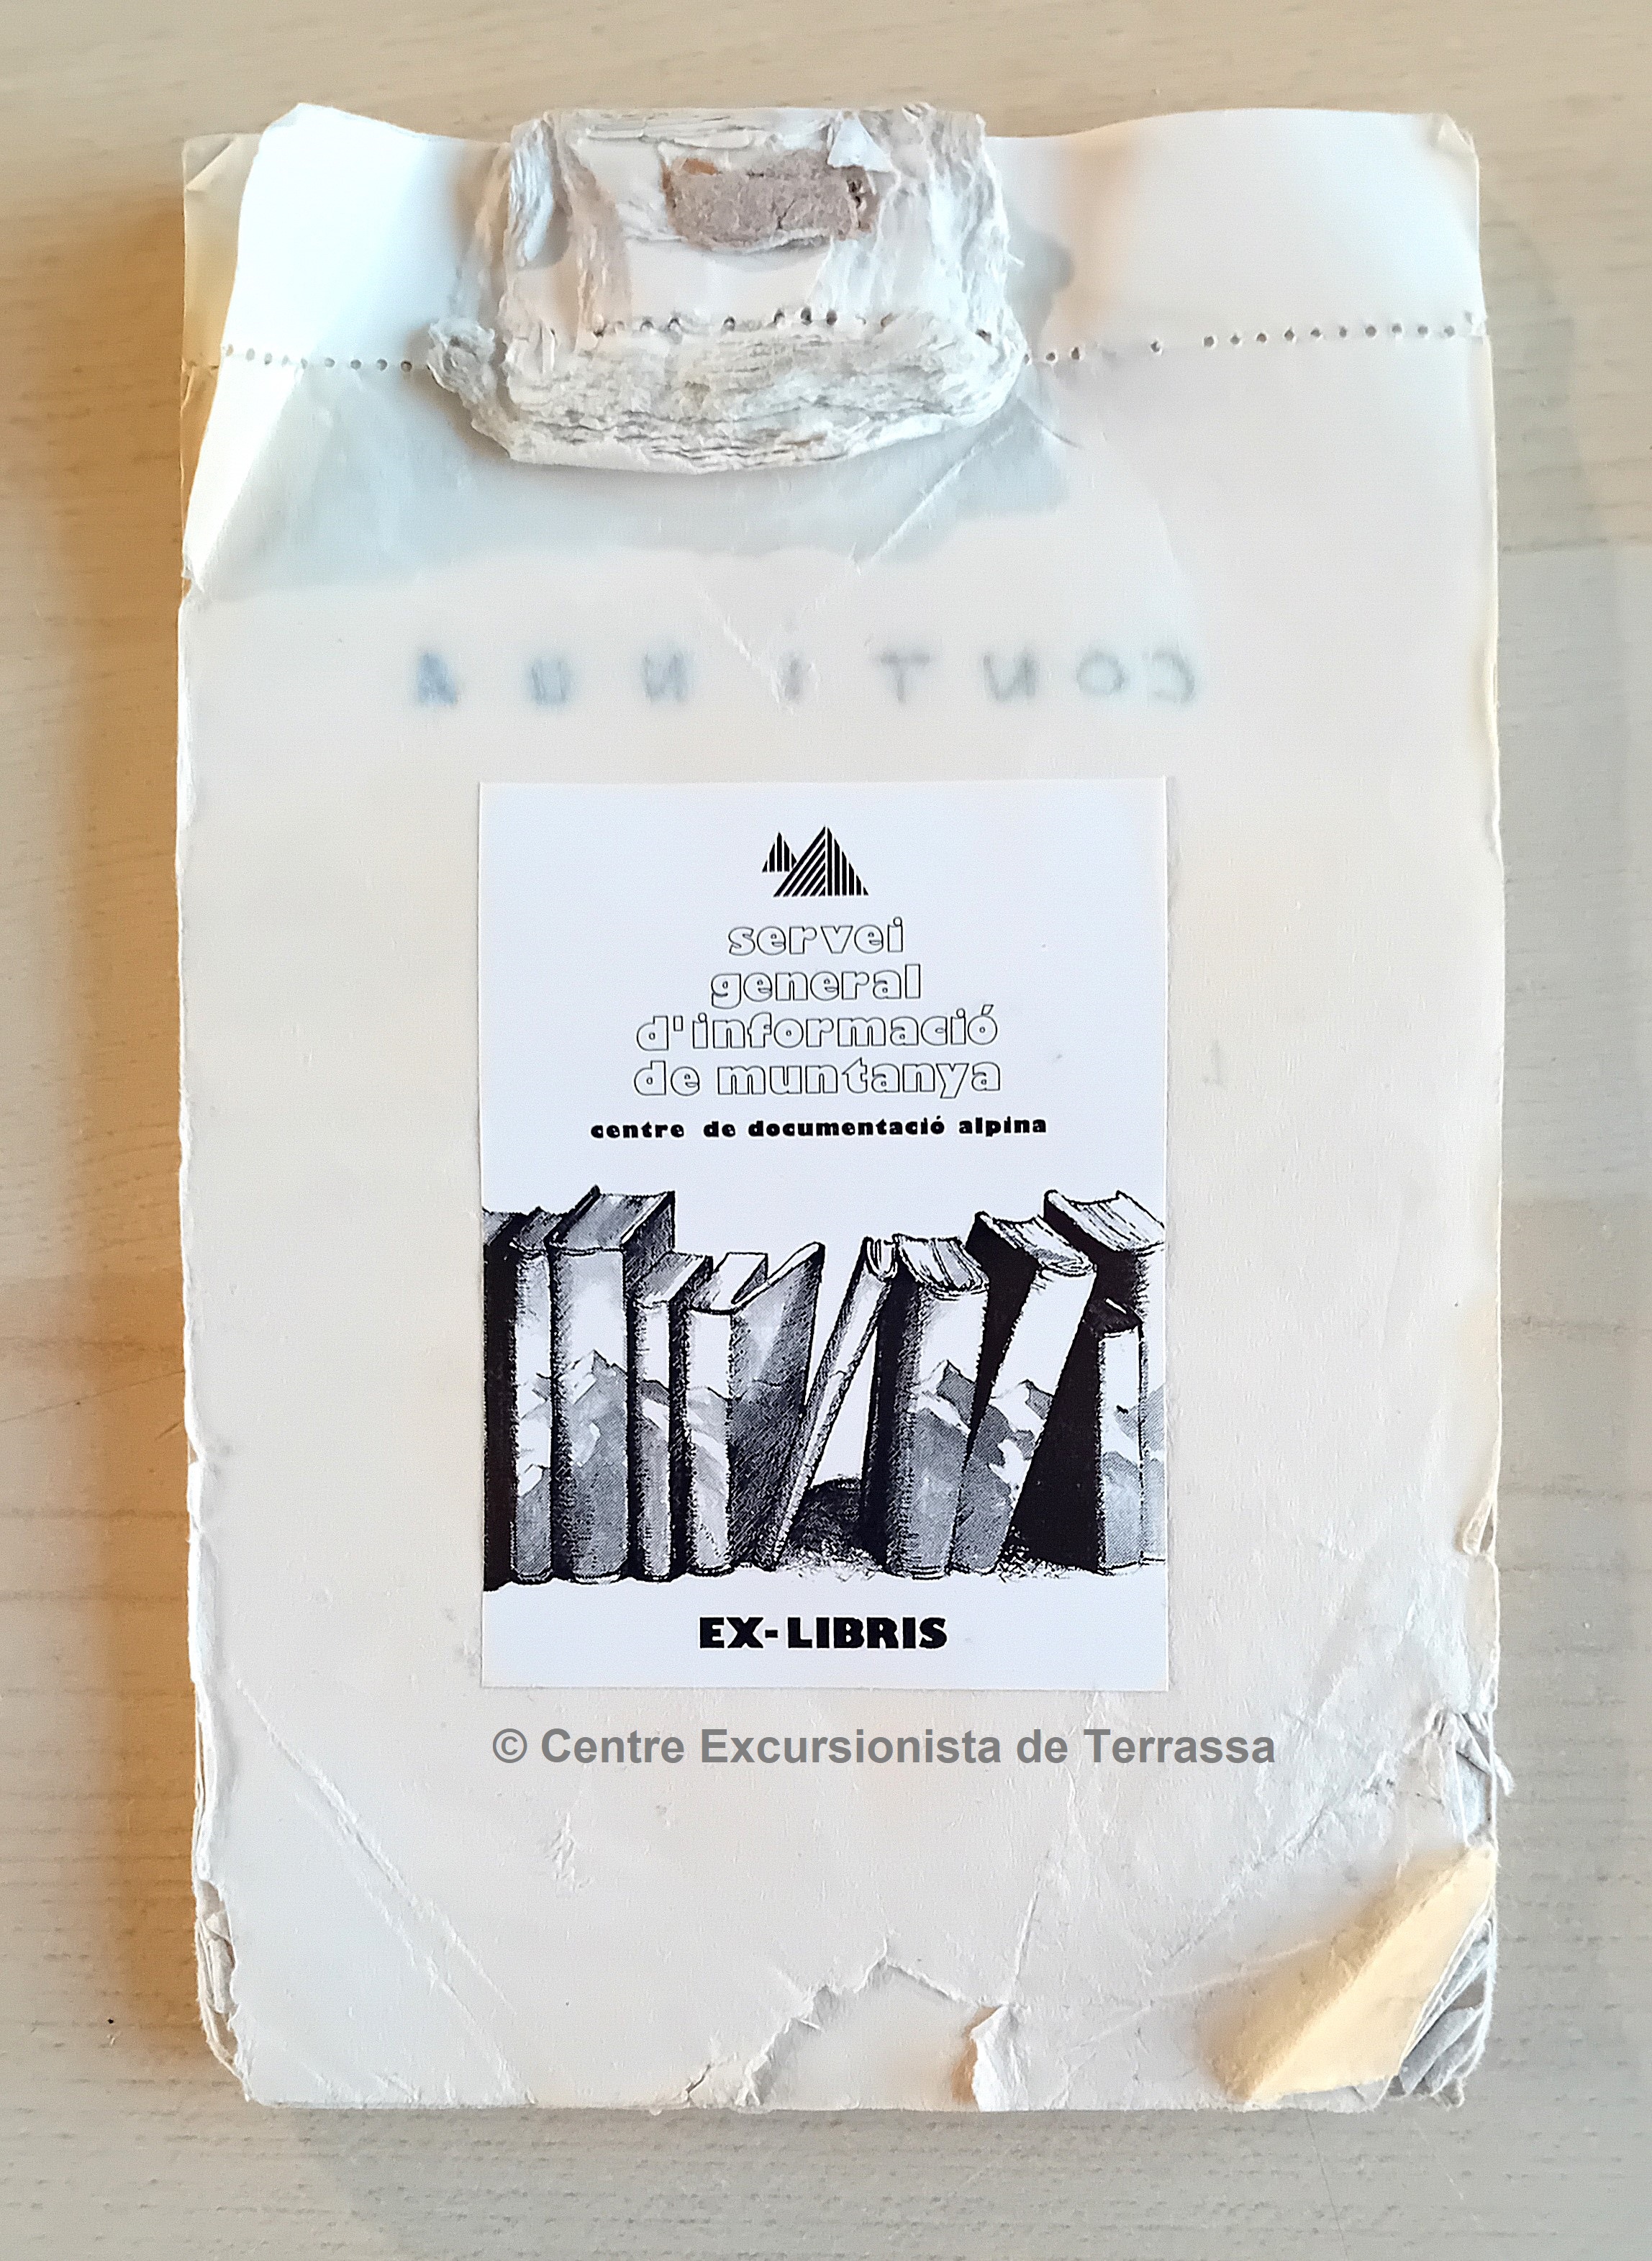 CONTINUA
servei
general
d'informació
de muntanya
centre de documentació alpina
EX-LIBRIS
© Centre Excursionista de Terrassa